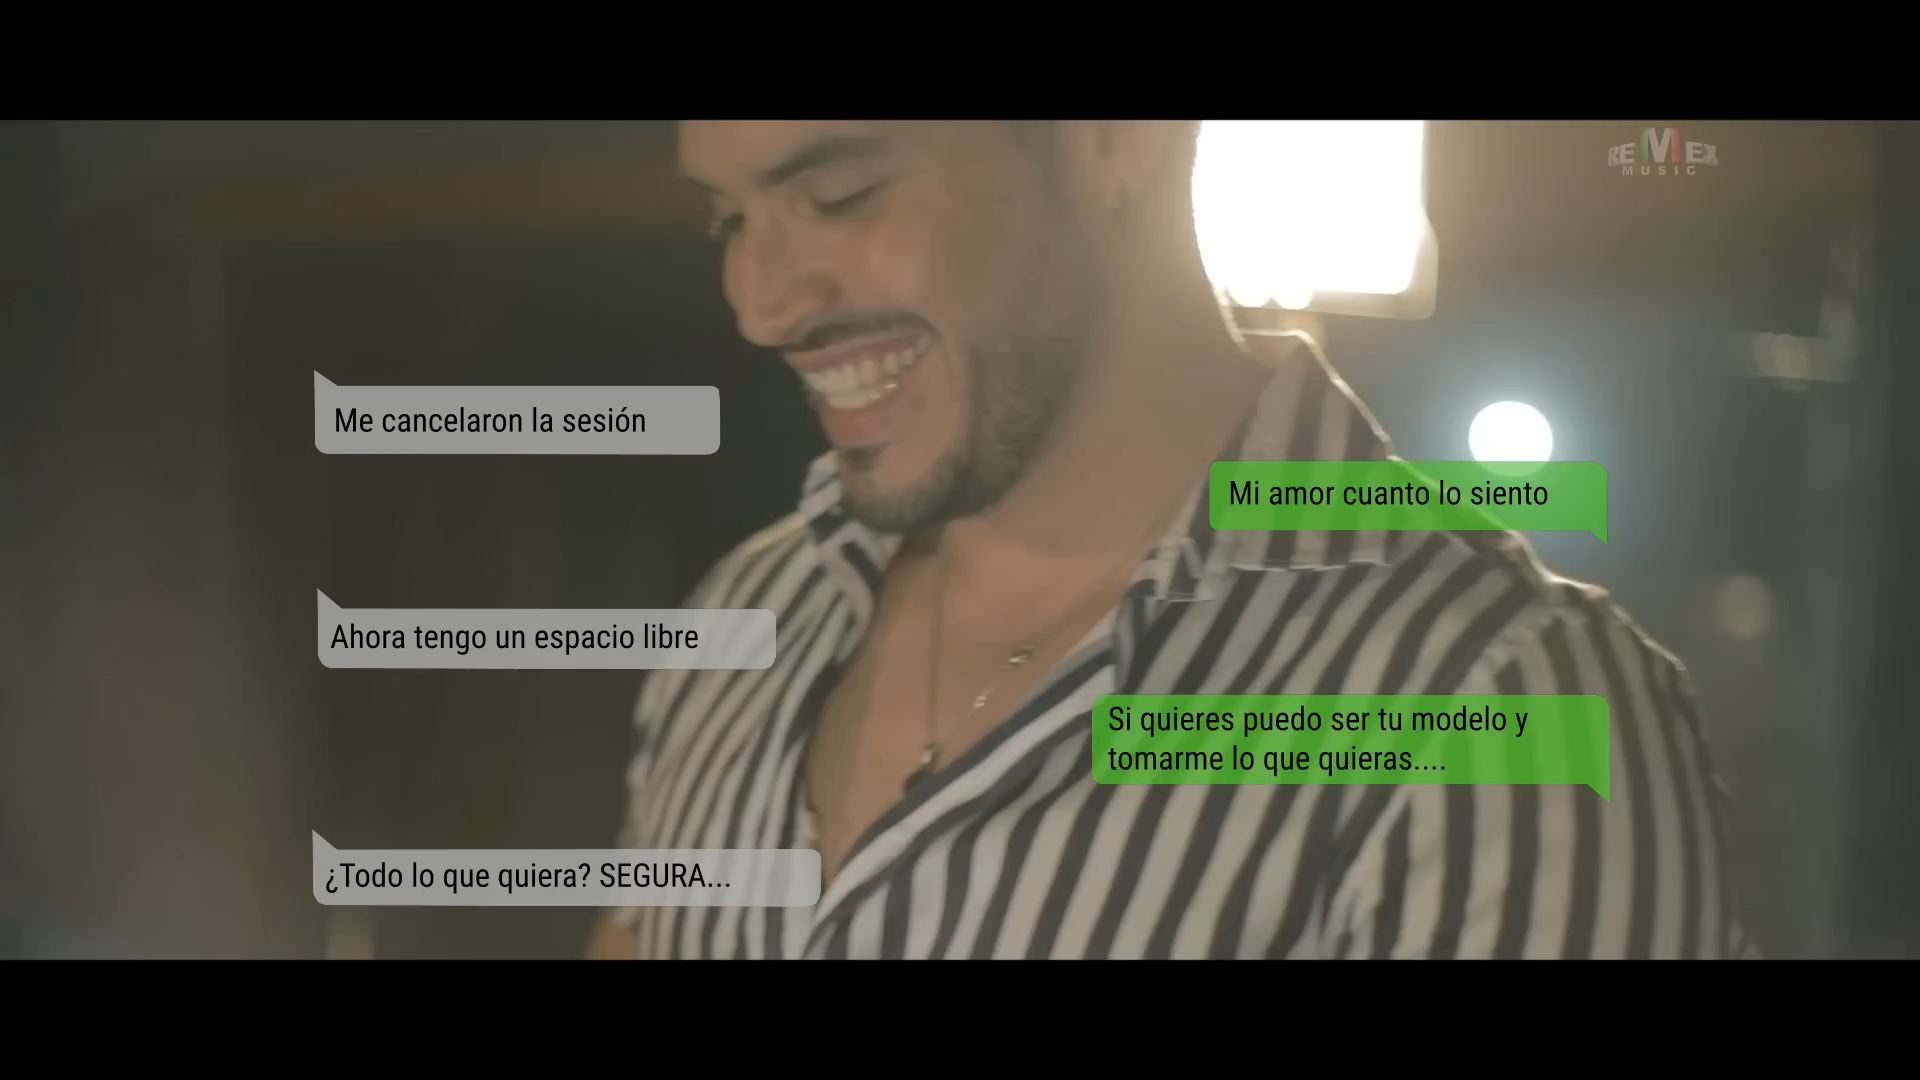 REMEX
MUSIC
Me cancelaron la sesión
Mi amor cuanto lo siento
Ahora tengo un espacio libre
Si quieres puedo ser tu modelo y
tomarme lo que quieras....
¿Todo lo que quiera? SEGURA...